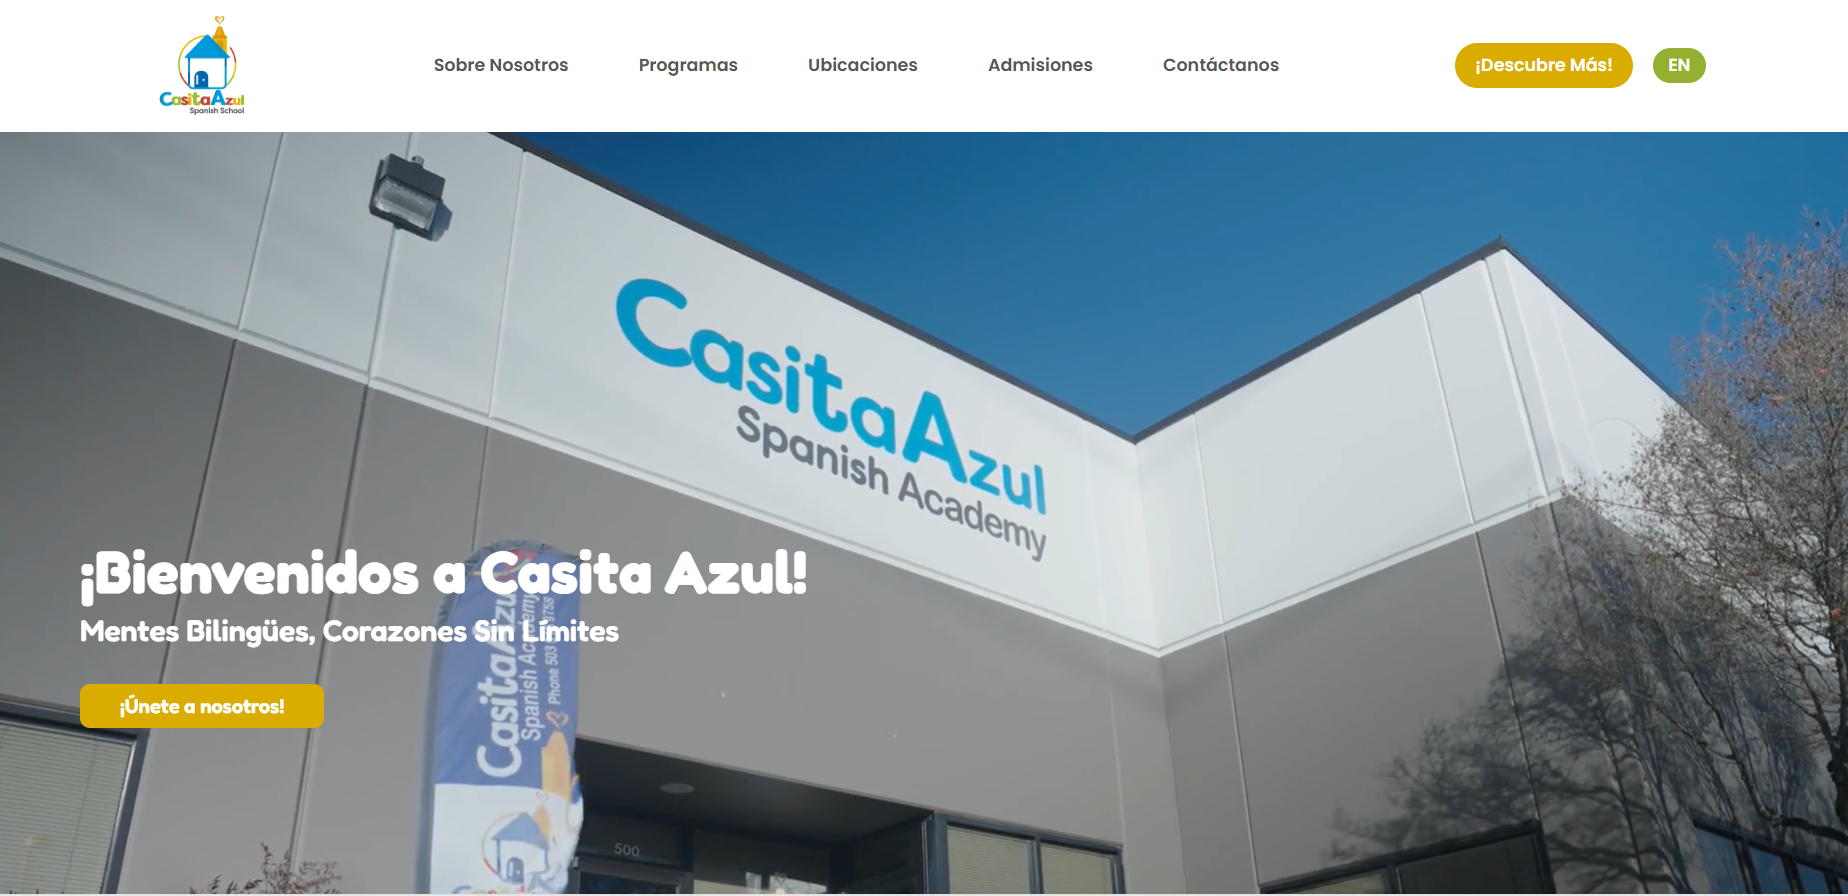 CasitaAzul
Spanish School
Sobre Nosotros
Programas
Ubicaciones
Admisiones
Contáctanos
¡Descubre Más!
EN
CasitaAzul
Spanish Academy
¡Bienvenidos a Casita Azul!
Mentes Bilingües, Corazones Sin Límites
¡Únete a nosotros!
CasitaAzul
Spanish Academy
Phone 503
500